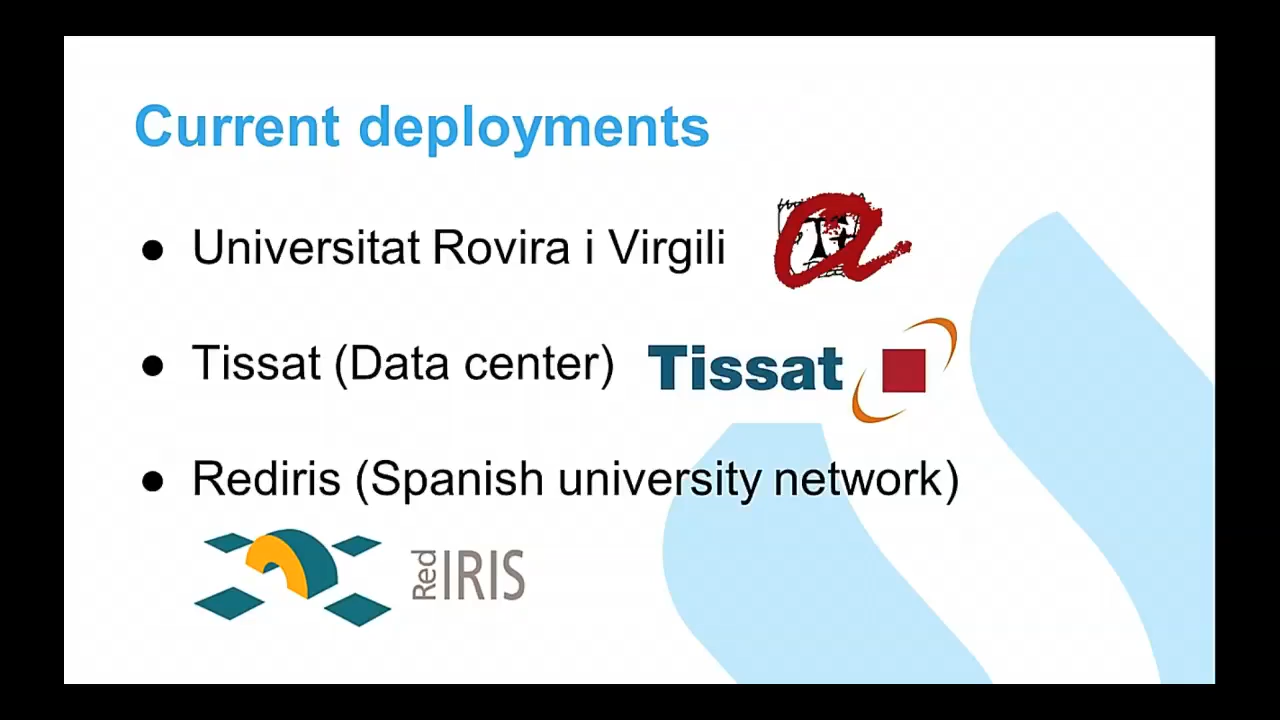 Current deployments
● Universitat Rovira i Virgili
● Tissat (Data center)
Tissat
● Rediris (Spanish university network)
Red IRIS